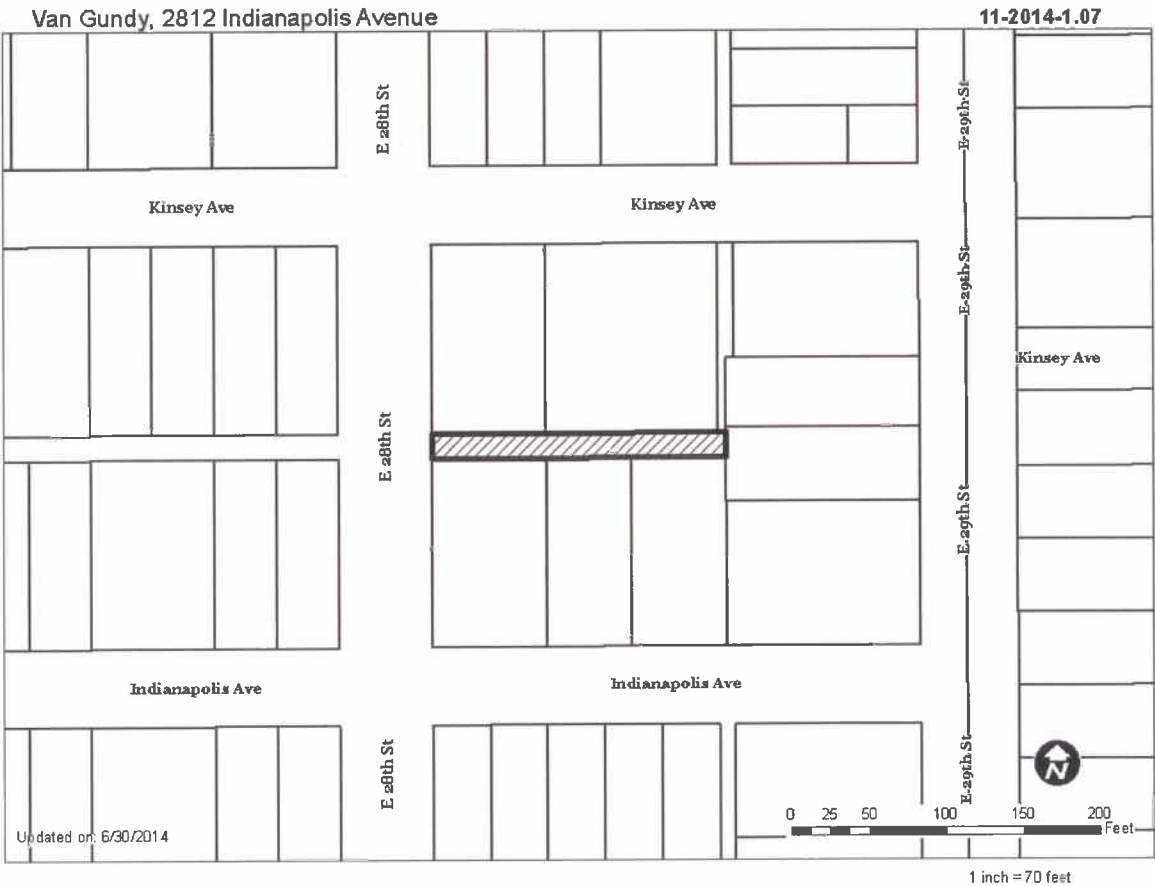 Van Gundy, 2812 Indianapolis Avenue
11-2014-1.07
E 28th St
E 29th St
Kinsey Ave
Kinsey Ave
E 29th St
Kinsey Ave
E 28th St
E 29th St
Indianapolis Ave
Indianapolis Ave
E 28th St
E 29th St
N
0 25 50 100 150 200
Feet
Updated on: 6/30/2014
1 inch = 70 feet